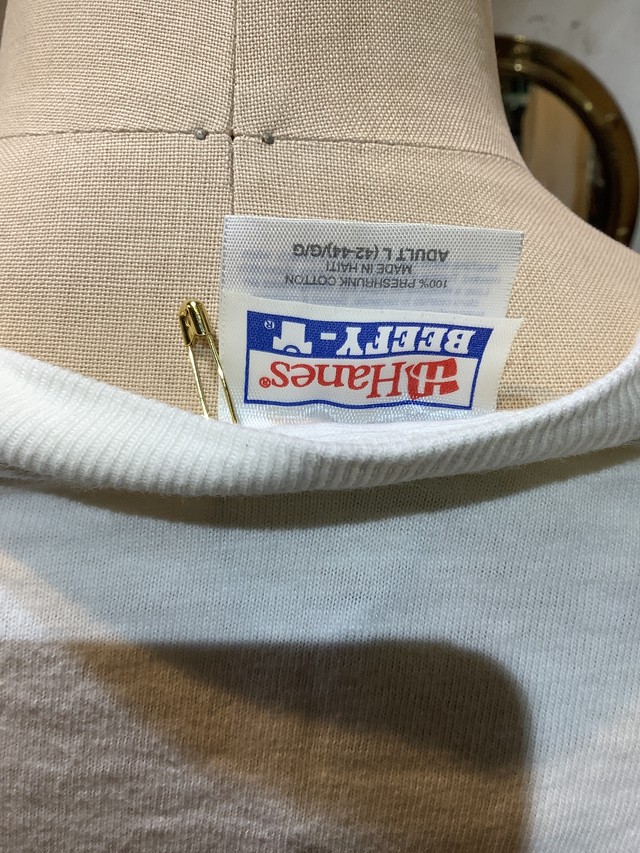 Hanes®
BEEFY-T®
100% PRESHRUNK COTTON
MADE IN HAITI
ADULT L (42-44)/G/G